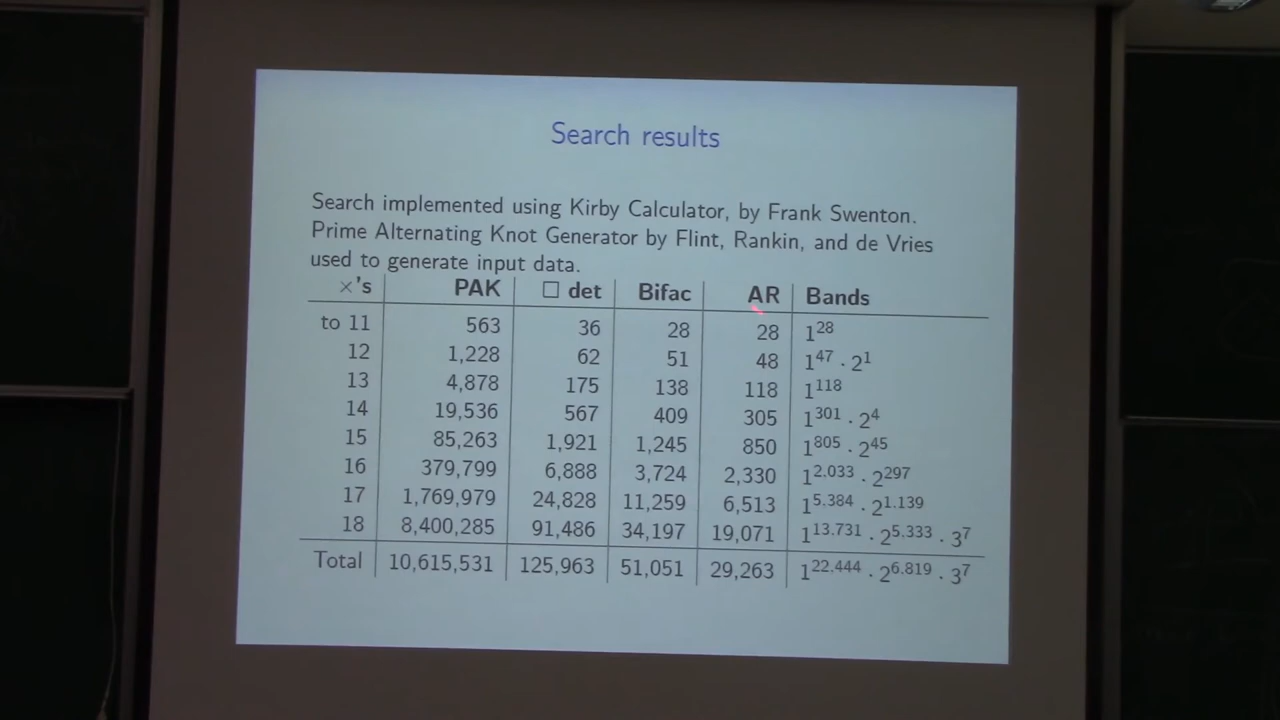 Search results
Search implemented using Kirby Calculator, by Frank Swenton.
Prime Alternating Knot Generator by Flint, Rankin, and de Vries
used to generate input data.
×'s PAK □ det Bifac AR Bands
to 11 563 36 28 28 1^28
12 1,228 62 51 48 1^47 · 2^1
13 4,878 175 138 118 1^118
14 19,536 567 409 305 1^301 · 2^4
15 85,263 1,921 1,245 850 1^805 · 2^45
16 379,799 6,888 3,724 2,330 1^2.033 · 2^297
17 1,769,979 24,828 11,259 6,513 1^5.384 · 2^1.139
18 8,400,285 91,486 34,197 19,071 1^13.731 · 2^5.333 · 3^7
Total 10,615,531 125,963 51,051 29,263 1^22.444 · 2^6.819 · 3^7